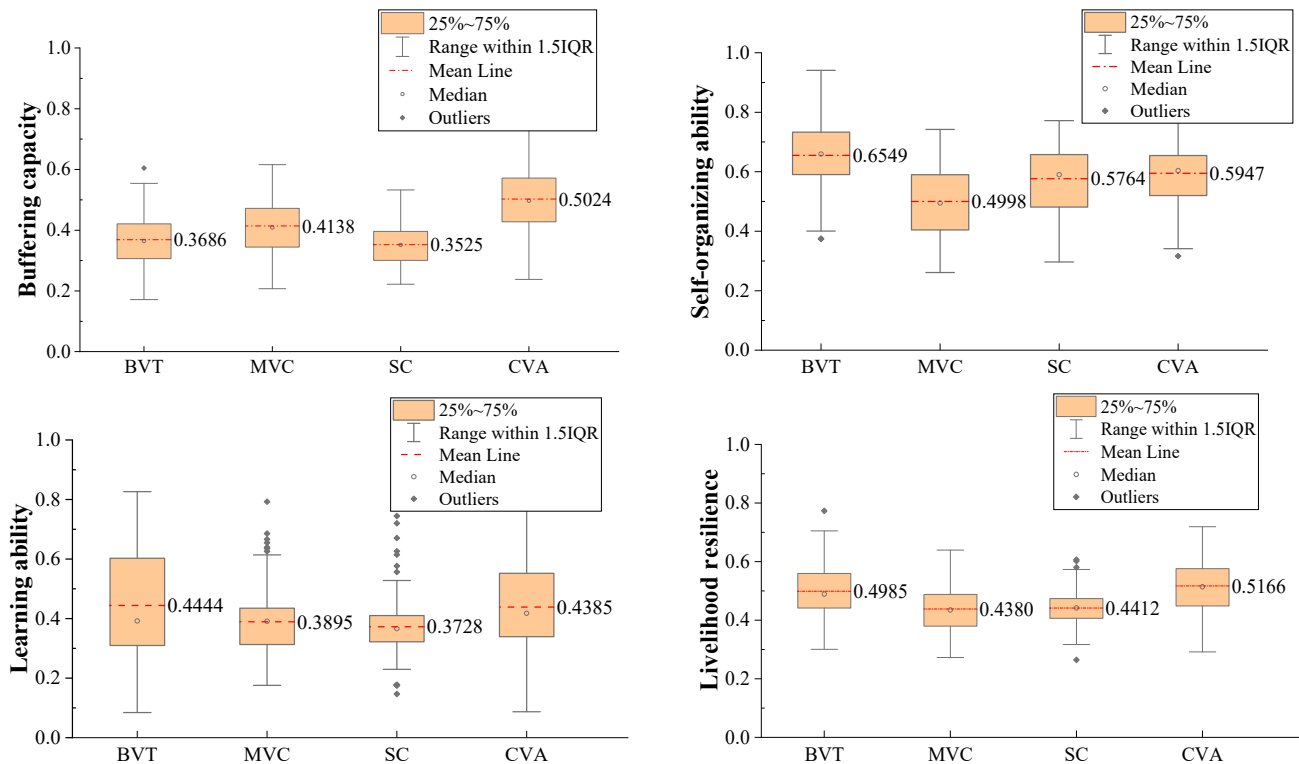 Buffering capacity
1.0
0.8
0.6
0.4
0.2
0.0
25%~75%
Range within 1.5IQR
Mean Line
Median
Outliers
0.3686
0.4138
0.3525
0.5024
BVT MVC SC CVA
Self-organizing ability
1.0
0.8
0.6
0.4
0.2
0.0
25%~75%
Range within 1.5IQR
Mean Line
Median
Outliers
0.6549
0.4998
0.5764
0.5947
BVT MVC SC CVA
Learning ability
1.0
0.8
0.6
0.4
0.2
0.0
25%~75%
Range within 1.5IQR
Mean Line
Median
Outliers
0.4444
0.3895
0.3728
0.4385
BVT MVC SC CVA
Livelihood resilience
1.0
0.8
0.6
0.4
0.2
0.0
25%~75%
Range within 1.5IQR
Mean Line
Median
Outliers
0.4985
0.4380
0.4412
0.5166
BVT MVC SC CVA